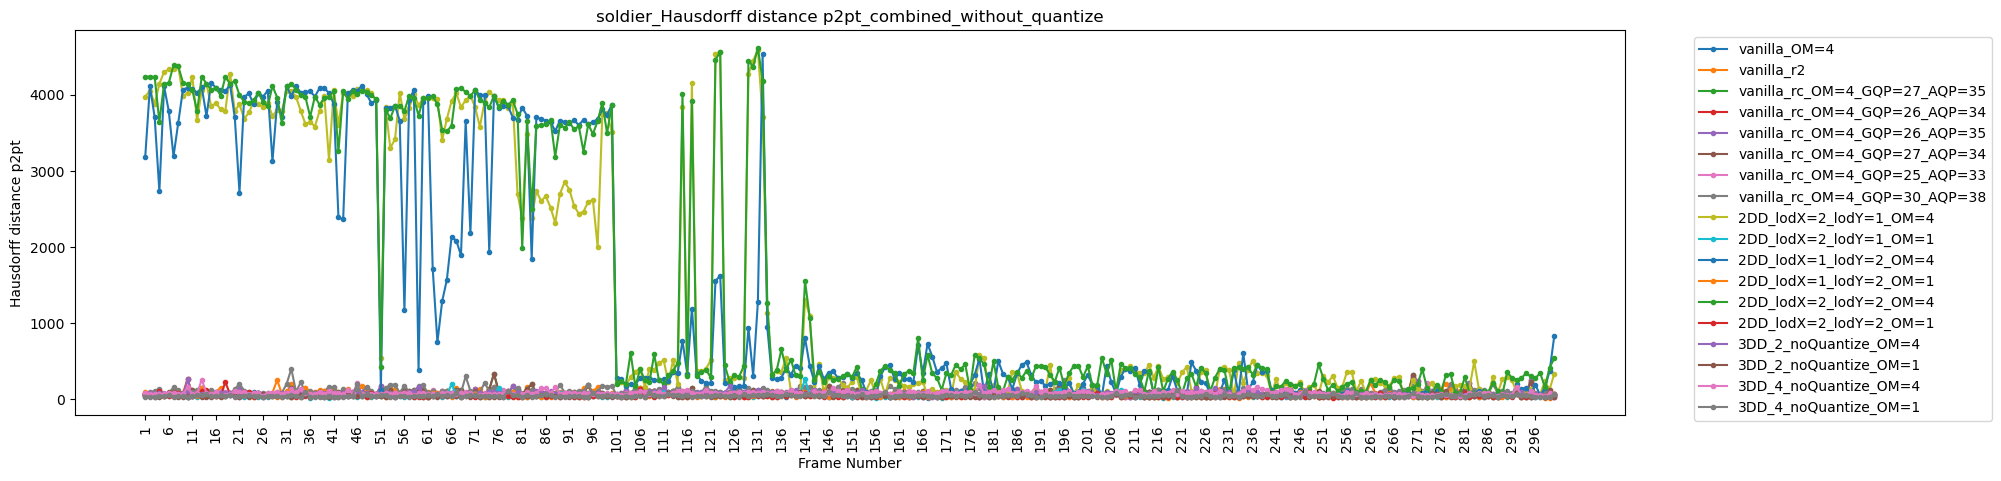 soldier_Hausdorff distance p2pt_combined_without_quantize
Hausdorff distance p2pt
4000
3000
2000
1000
0
1 6 11 16 21 26 31 36 41 46 51 56 61 66 71 76 81 86 91 96 101 106 111 116 121 126 131 136 141 146 151 156 161 166 171 176 181 186 191 196 201 206 211 216 221 226 231 236 241 246 251 256 261 266 271 276 281 286 291 296
Frame Number
vanilla_OM=4
vanilla_r2
vanilla_rc_OM=4_GQP=27_AQP=35
vanilla_rc_OM=4_GQP=26_AQP=34
vanilla_rc_OM=4_GQP=26_AQP=35
vanilla_rc_OM=4_GQP=27_AQP=34
vanilla_rc_OM=4_GQP=25_AQP=33
vanilla_rc_OM=4_GQP=30_AQP=38
2DD_lodX=2_lodY=1_OM=4
2DD_lodX=2_lodY=1_OM=1
2DD_lodX=1_lodY=2_OM=4
2DD_lodX=1_lodY=2_OM=1
2DD_lodX=2_lodY=2_OM=4
2DD_lodX=2_lodY=2_OM=1
3DD_2_noQuantize_OM=4
3DD_2_noQuantize_OM=1
3DD_4_noQuantize_OM=4
3DD_4_noQuantize_OM=1